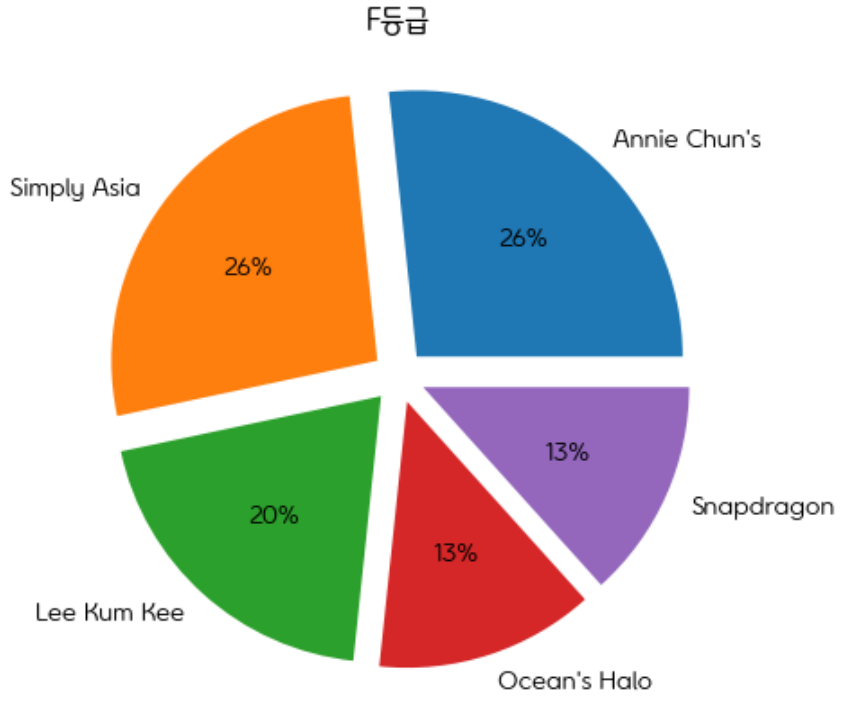 F등급
Annie Chun's
Simply Asia
26%
26%
13%
Snapdragon
20%
13%
Lee Kum Kee
Ocean's Halo